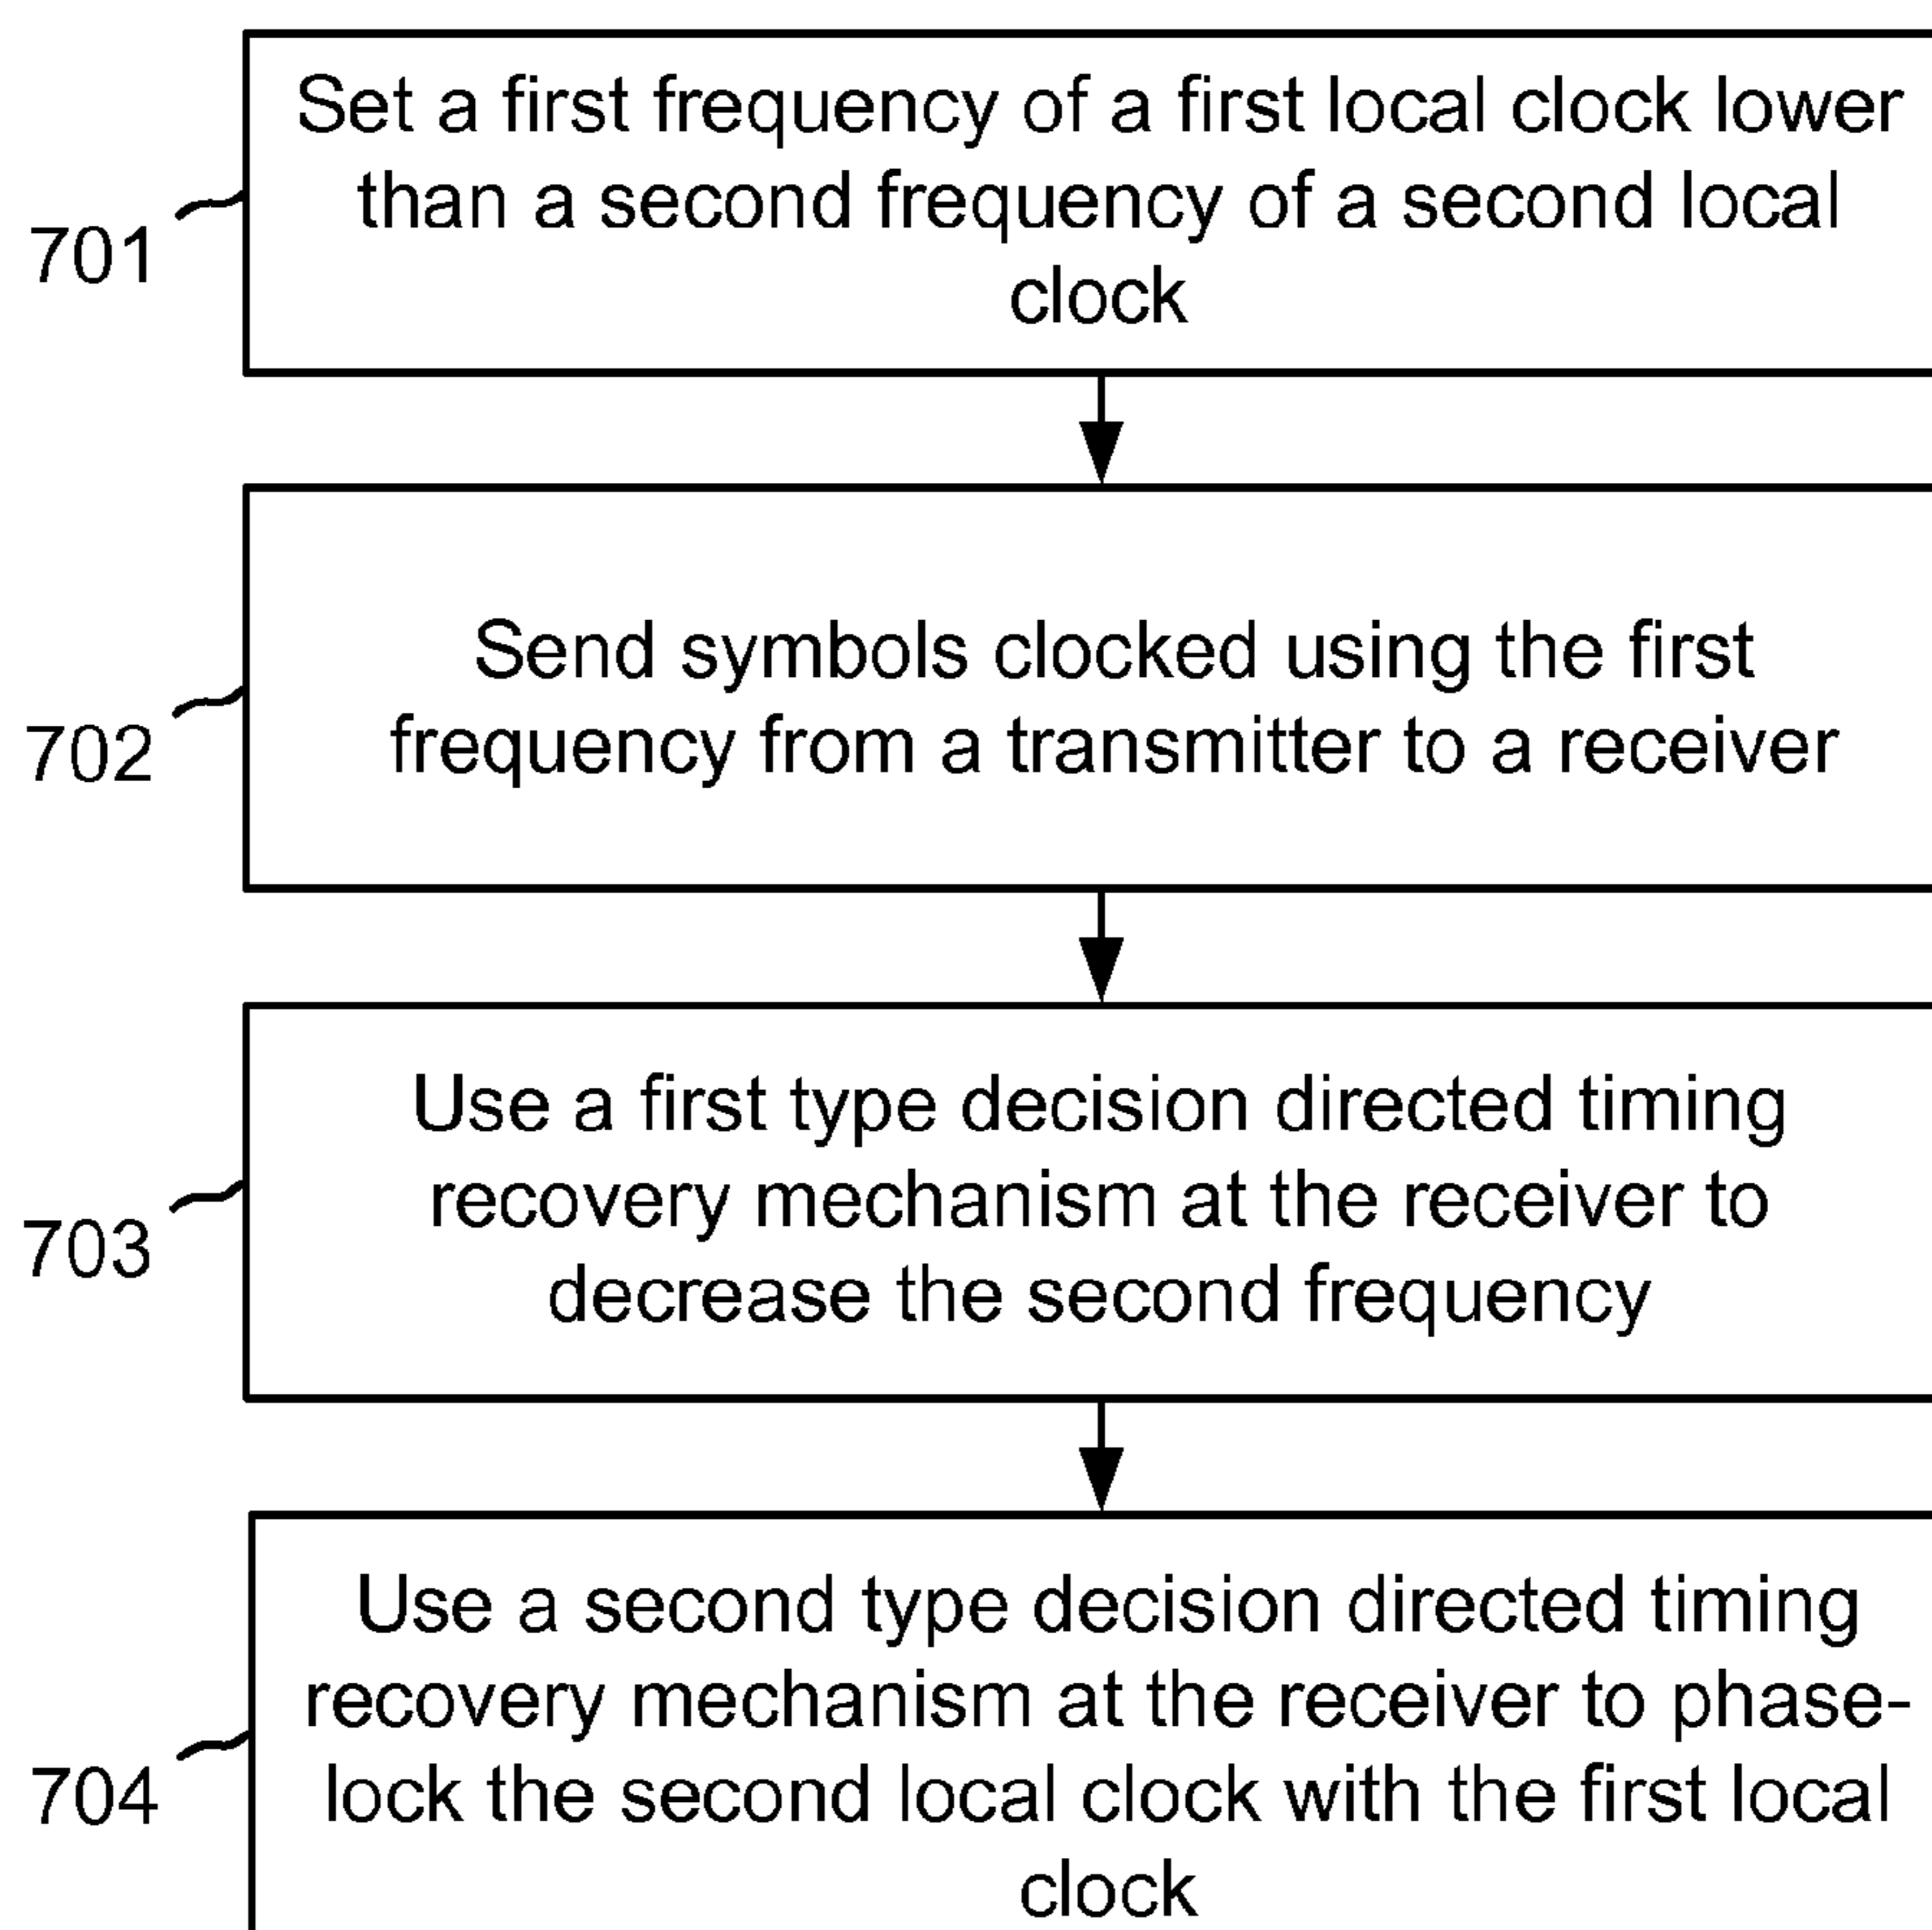 Set a first frequency of a first local clock lower
than a second frequency of a second local
clock
701
Send symbols clocked using the first
frequency from a transmitter to a receiver
702
Use a first type decision directed timing
recovery mechanism at the receiver to
decrease the second frequency
703
Use a second type decision directed timing
recovery mechanism at the receiver to phase-
lock the second local clock with the first local
clock
704